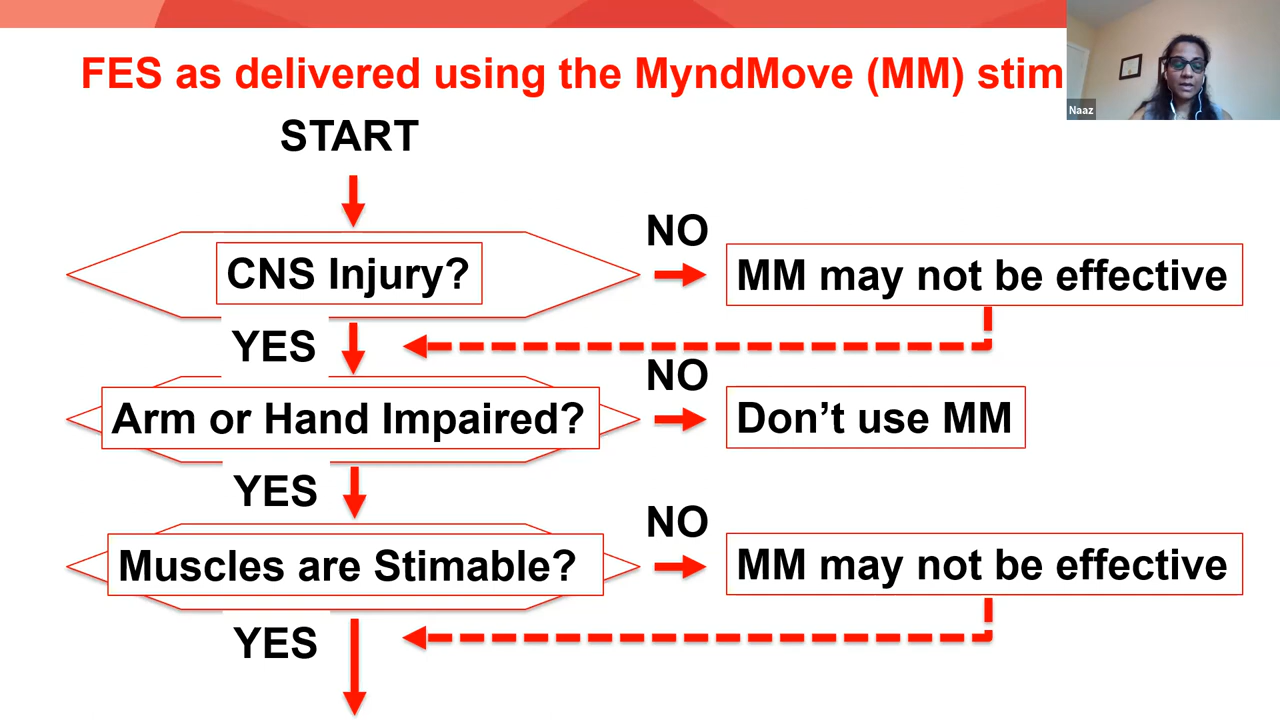 FES as delivered using the MyndMove (MM) stim
Naaz
START
CNS Injury?
NO
MM may not be effective
YES
Arm or Hand Impaired?
NO
Don’t use MM
YES
Muscles are Stimable?
NO
MM may not be effective
YES